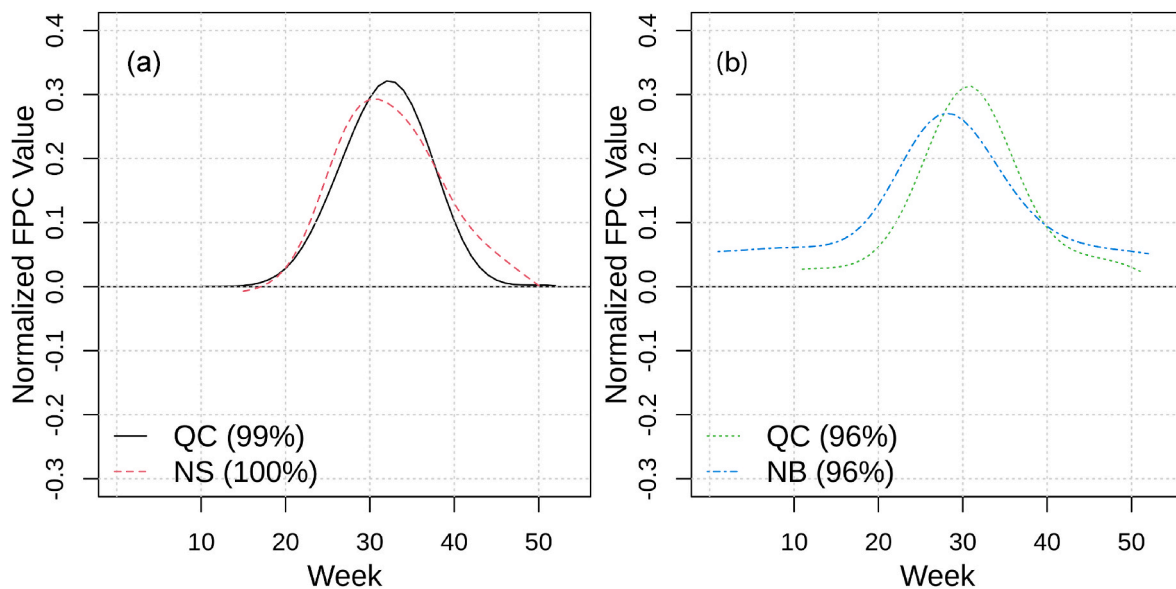 (a)
Normalized FPC Value
0.4
0.3
0.2
0.1
0.0
-0.1
-0.2
-0.3
QC (99%)
NS (100%)
10 20 30 40 50
Week
(b)
Normalized FPC Value
0.4
0.3
0.2
0.1
0.0
-0.1
-0.2
-0.3
QC (96%)
NB (96%)
10 20 30 40 50
Week